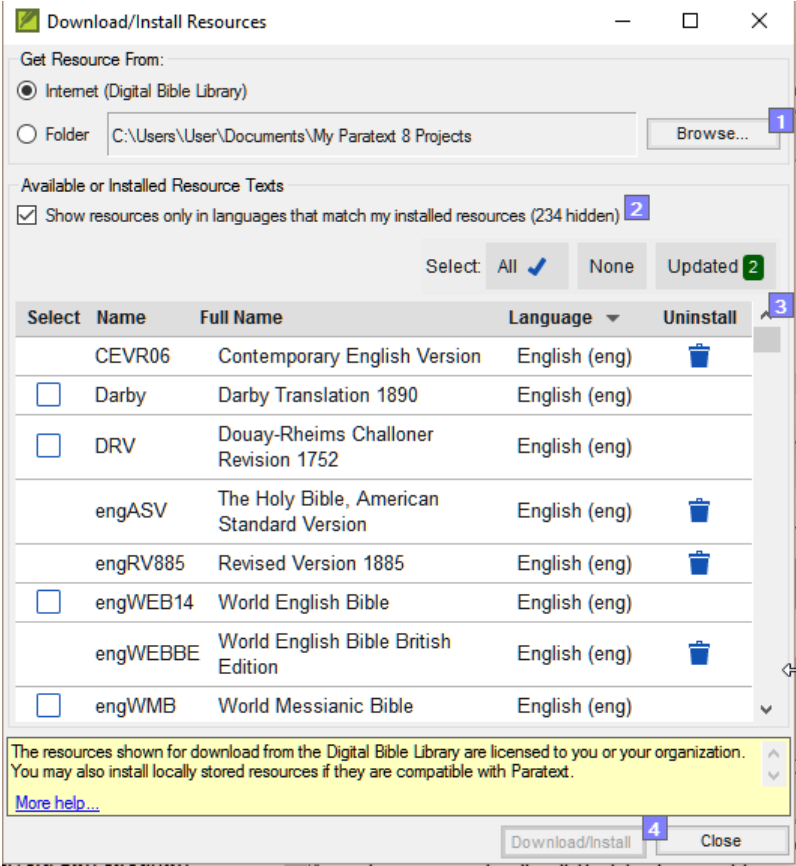 Download/Install Resources
Get Resource From:
Internet (Digital Bible Library)
Folder C:\Users\User\Documents\My Paratext 8 Projects Browse... 1
Available or Installed Resource Texts
Show resources only in languages that match my installed resources (234 hidden) 2
Select: All None Updated 2
Select Name Full Name Language Uninstall 3
CEVR06 Contemporary English Version English (eng)
Darby Darby Translation 1890 English (eng)
DRV Douay-Rheims Challoner Revision 1752 English (eng)
engASV The Holy Bible, American Standard Version English (eng)
engRV885 Revised Version 1885 English (eng)
engWEB14 World English Bible English (eng)
engWEBBE World English Bible British Edition English (eng)
engWMB World Messianic Bible English (eng)
The resources shown for download from the Digital Bible Library are licensed to you or your organization.
You may also install locally stored resources if they are compatible with Paratext.
More help...
Download/Install 4 Close